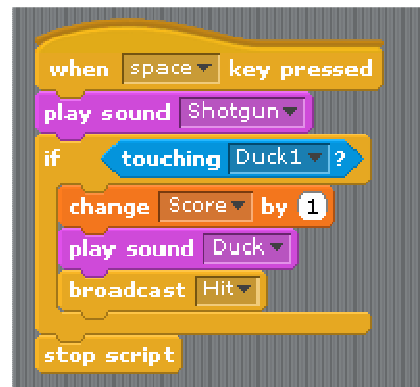 when space key pressed
play sound Shotgun
if touching Duck1 ?
change Score by 1
play sound Duck
broadcast Hit
stop script